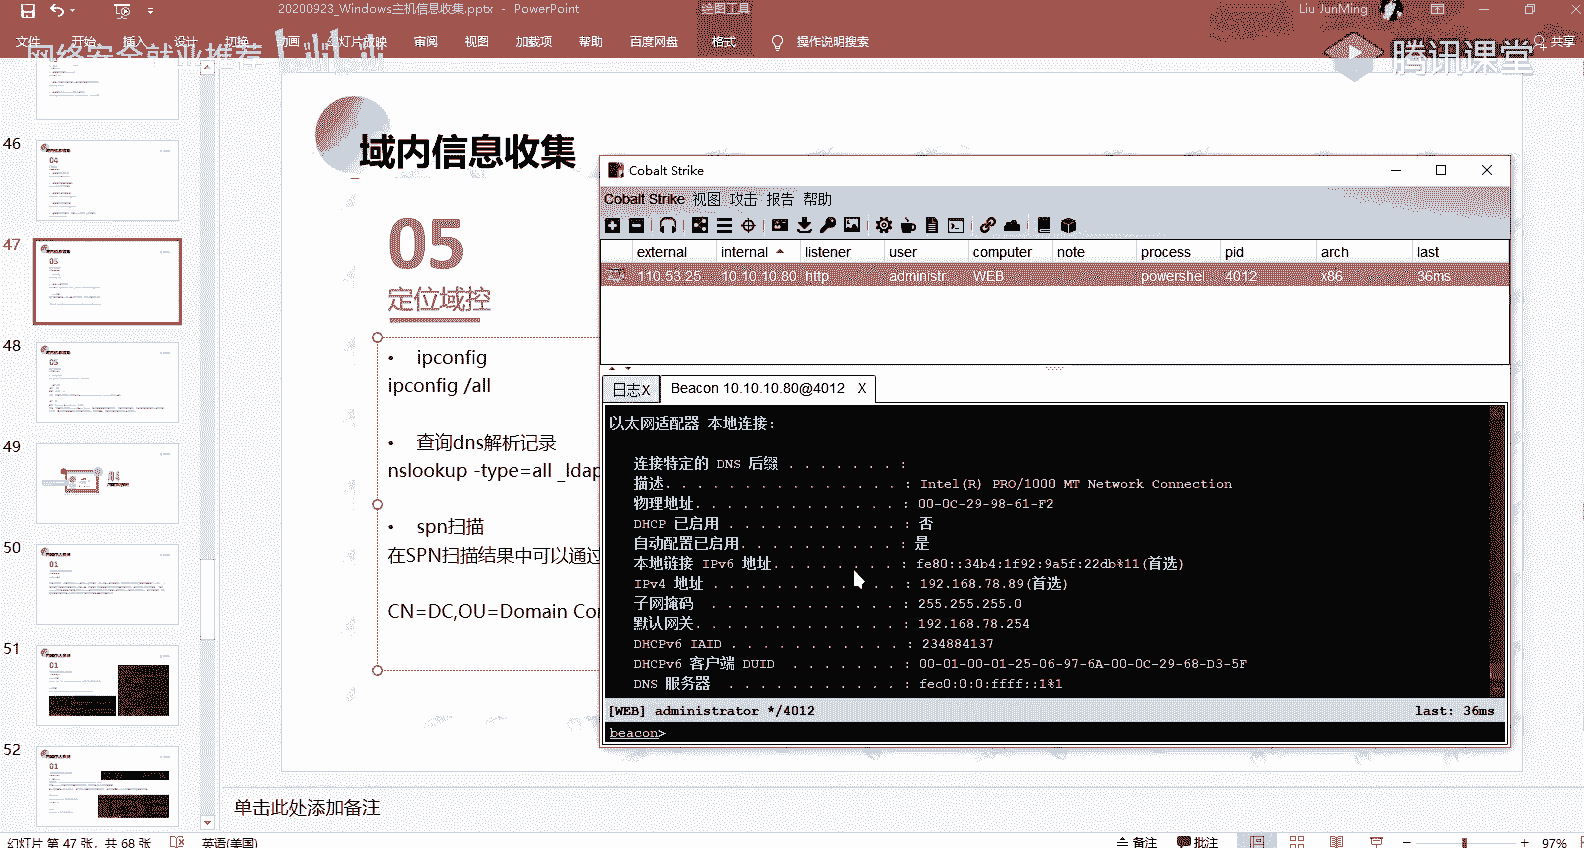 20200923_Windows主机信息收集.pptx - PowerPoint
绘图工具
Liu JunMing
文件 开始 插入 设计 切换 动画 幻灯片放映 审阅 视图 加载项 帮助 百度网盘 格式 操作说明搜索 共享
网络安全就业推荐
腾讯课堂
46
47
48
49
50
51
52
域内信息收集
05
定位域控
• ipconfig
ipconfig /all
• 查询dns解析记录
nslookup -type=all _ldap
• spn扫描
在SPN扫描结果中可以通过
CN=DC,OU=Domain
Cobalt Strike
Cobalt Strike 视图 攻击 报告 帮助
external internal listener user computer note process pid arch last
110.53.25 10.10.10.80 http administr WEB powershel 4012 x86 36ms
日志X Beacon 10.10.10.80@4012 X
以太网适配器 本地连接:
连接特定的 DNS 后缀 . . . . . . . :
描述. . . . . . . . . . . . . . . : Intel(R) PRO/1000 MT Network Connection
物理地址. . . . . . . . . . . . . : 00-0C-29-98-61-F2
DHCP 已启用 . . . . . . . . . . . : 否
自动配置已启用. . . . . . . . . . : 是
本地链接 IPv6 地址. . . . . . . . : fe80::34b4:1f92:9a5f:22db%11(首选)
IPv4 地址 . . . . . . . . . . . . : 192.168.78.89(首选)
子网掩码 . . . . . . . . . . . . : 255.255.255.0
默认网关. . . . . . . . . . . . . : 192.168.78.254
DHCPv6 IAID . . . . . . . . . . . : 234884137
DHCPv6 客户端 DUID . . . . . . . : 00-01-00-01-25-06-97-6A-00-0C-29-68-D3-5F
DNS 服务器 . . . . . . . . . . . : fec0:0:0:ffff::1%1
[WEB] administrator */4012 last: 36ms
beacon>
单击此处添加备注
幻灯片 第 47 张，共 68 张 英语(美国) 备注 批注 97%